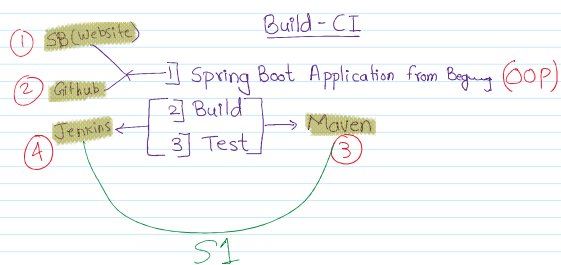 Build - CI
① SB(Website)
1] Spring Boot Application from (OOP)
② Github
2] Build
④ Jenkins
Maven
3] Test
③
S1